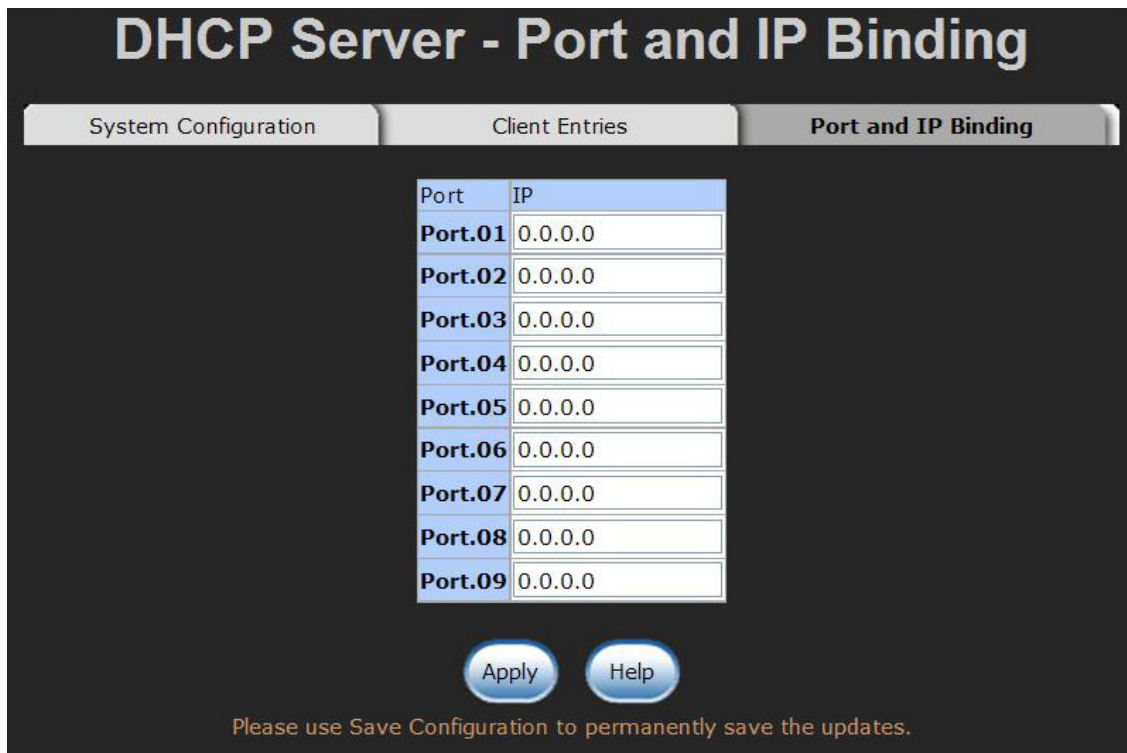 DHCP Server - Port and IP Binding
System Configuration Client Entries Port and IP Binding
Port IP
Port.01 0.0.0.0
Port.02 0.0.0.0
Port.03 0.0.0.0
Port.04 0.0.0.0
Port.05 0.0.0.0
Port.06 0.0.0.0
Port.07 0.0.0.0
Port.08 0.0.0.0
Port.09 0.0.0.0
Apply Help
Please use Save Configuration to permanently save the updates.